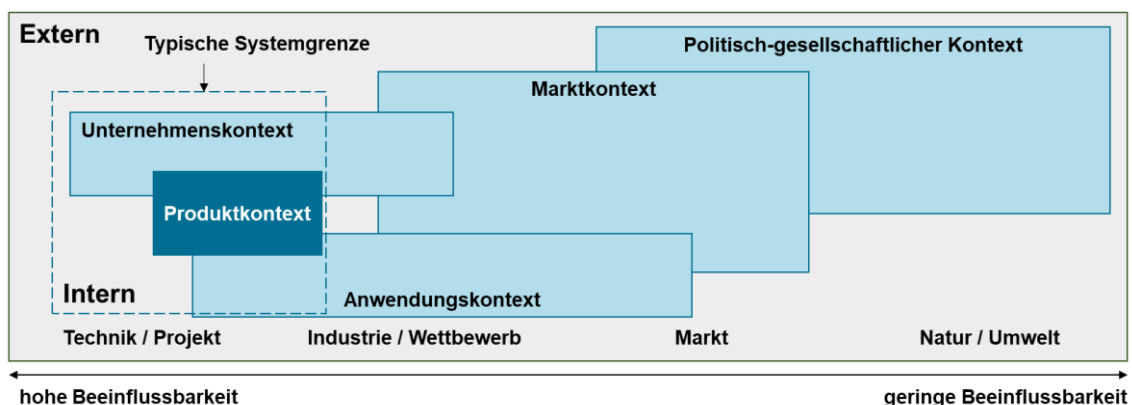 Extern
Typische Systemgrenze
Politisch-gesellschaftlicher Kontext
Marktkontext
Unternehmenskontext
Produktkontext
Intern
Anwendungskontext
Technik / Projekt
Industrie / Wettbewerb
Markt
Natur / Umwelt
hohe Beeinflussbarkeit
geringe Beeinflussbarkeit